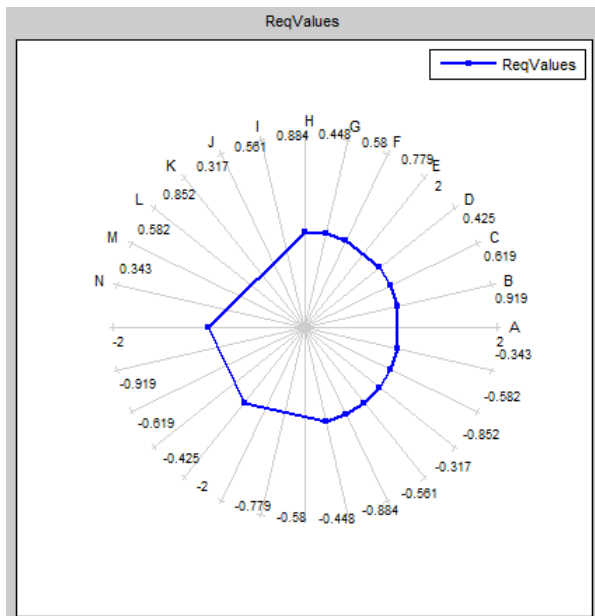 ReqValues
ReqValues
H
0.884
G
0.448
I
0.561
F
0.58
J
0.317
E
0.779
K
0.852
2
D
0.425
L
0.582
C
0.619
M
0.343
B
0.919
N
A
2
-2
-0.343
-0.919
-0.582
-0.619
-0.852
-0.425
-0.317
-2
-0.561
-0.779
-0.884
-0.58
-0.448